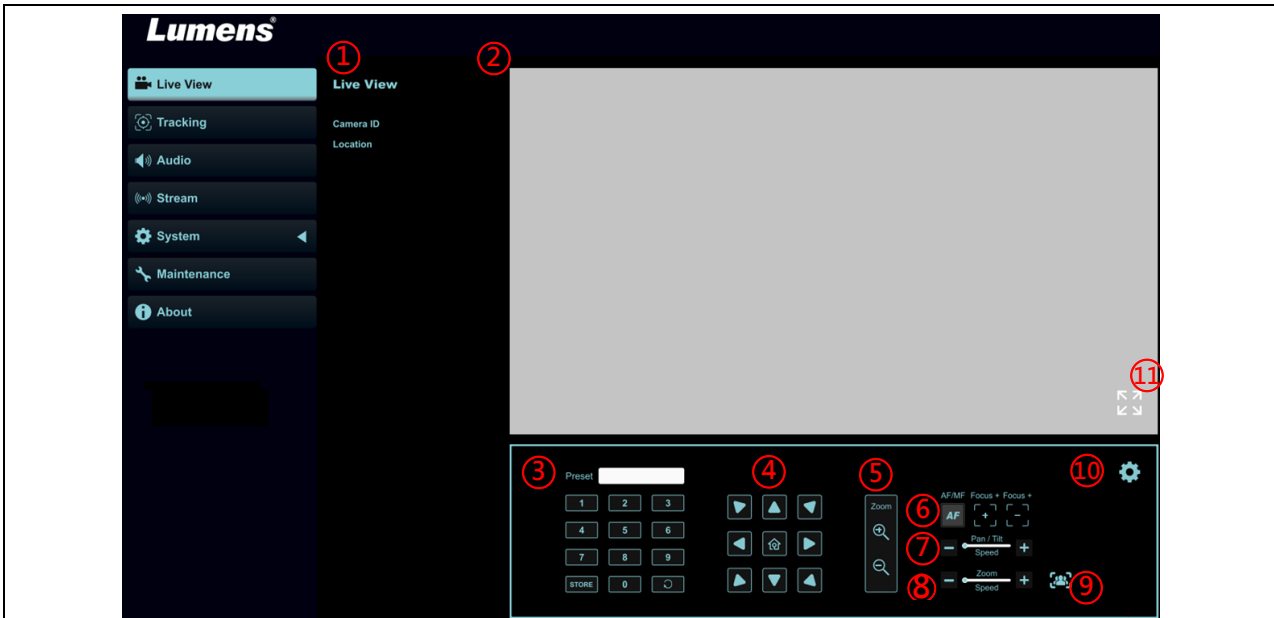 Lumens®
① ②
Live View
Tracking
Audio
Stream
System
Maintenance
About
Live View
Camera ID
Location
⑪
③ Preset
1 2 3
4 5 6
7 8 9
STORE 0
④
⑤
Zoom
⑥ AF/MF Focus + Focus +
AF + −
⑦ − Pan / Tilt Speed +
⑧ − Zoom Speed +
⑨
⑩